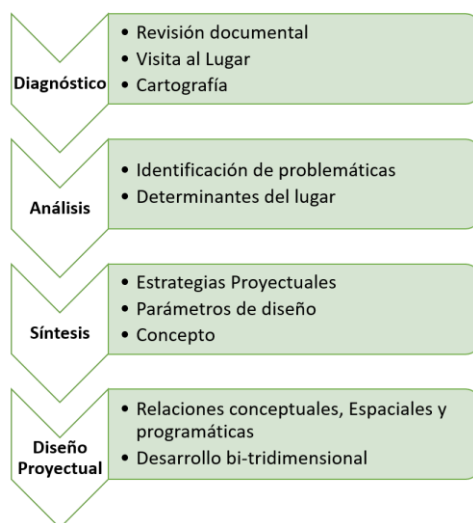 Diagnóstico
• Revisión documental
• Visita al Lugar
• Cartografía
Análisis
• Identificación de problemáticas
• Determinantes del lugar
Síntesis
• Estrategias Proyectuales
• Parámetros de diseño
• Concepto
Diseño
Proyectual
• Relaciones conceptuales, Espaciales y
programáticas
• Desarrollo bi-tridimensional